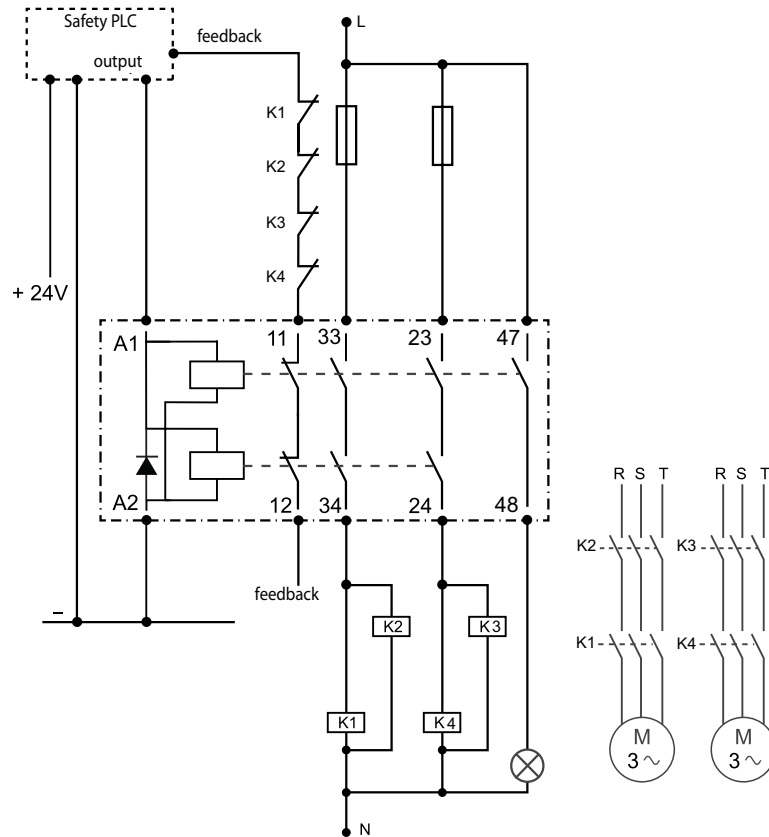 Safety PLC
output
feedback
L
K1
K2
K3
K4
+ 24V
A1
11
33
23
47
A2
12
34
24
48
–
feedback
K2
K3
K1
K4
N
R S T
R S T
K2
K3
K1
K4
M
3 ~
M
3 ~